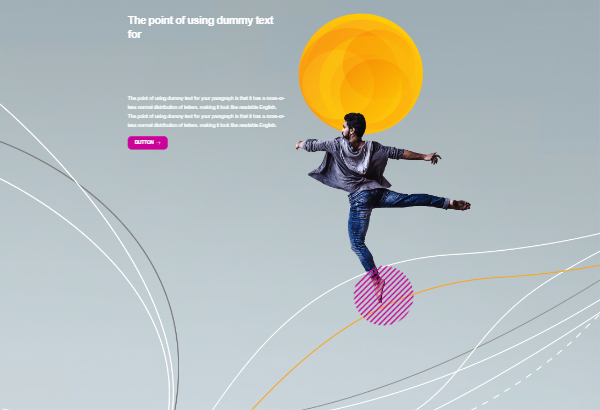 The point of using dummy text
for
The point of using dummy text for your paragraph is that it has a more-or-
less normal distribution of letters. making it look like readable English.
The point of using dummy text for your paragraph is that it has a more-or-
less normal distribution of letters. making it look like readable English.
BUTTON →